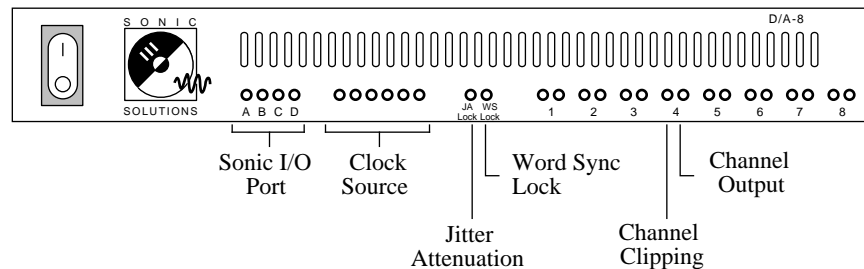 SONIC
D/A-8
SOLUTIONS
A B C D
JA Lock
WS Lock
1 2 3 4 5 6 7 8
Sonic I/O
Port
Clock
Source
Word Sync
Lock
Channel
Output
Jitter
Attenuation
Channel
Clipping